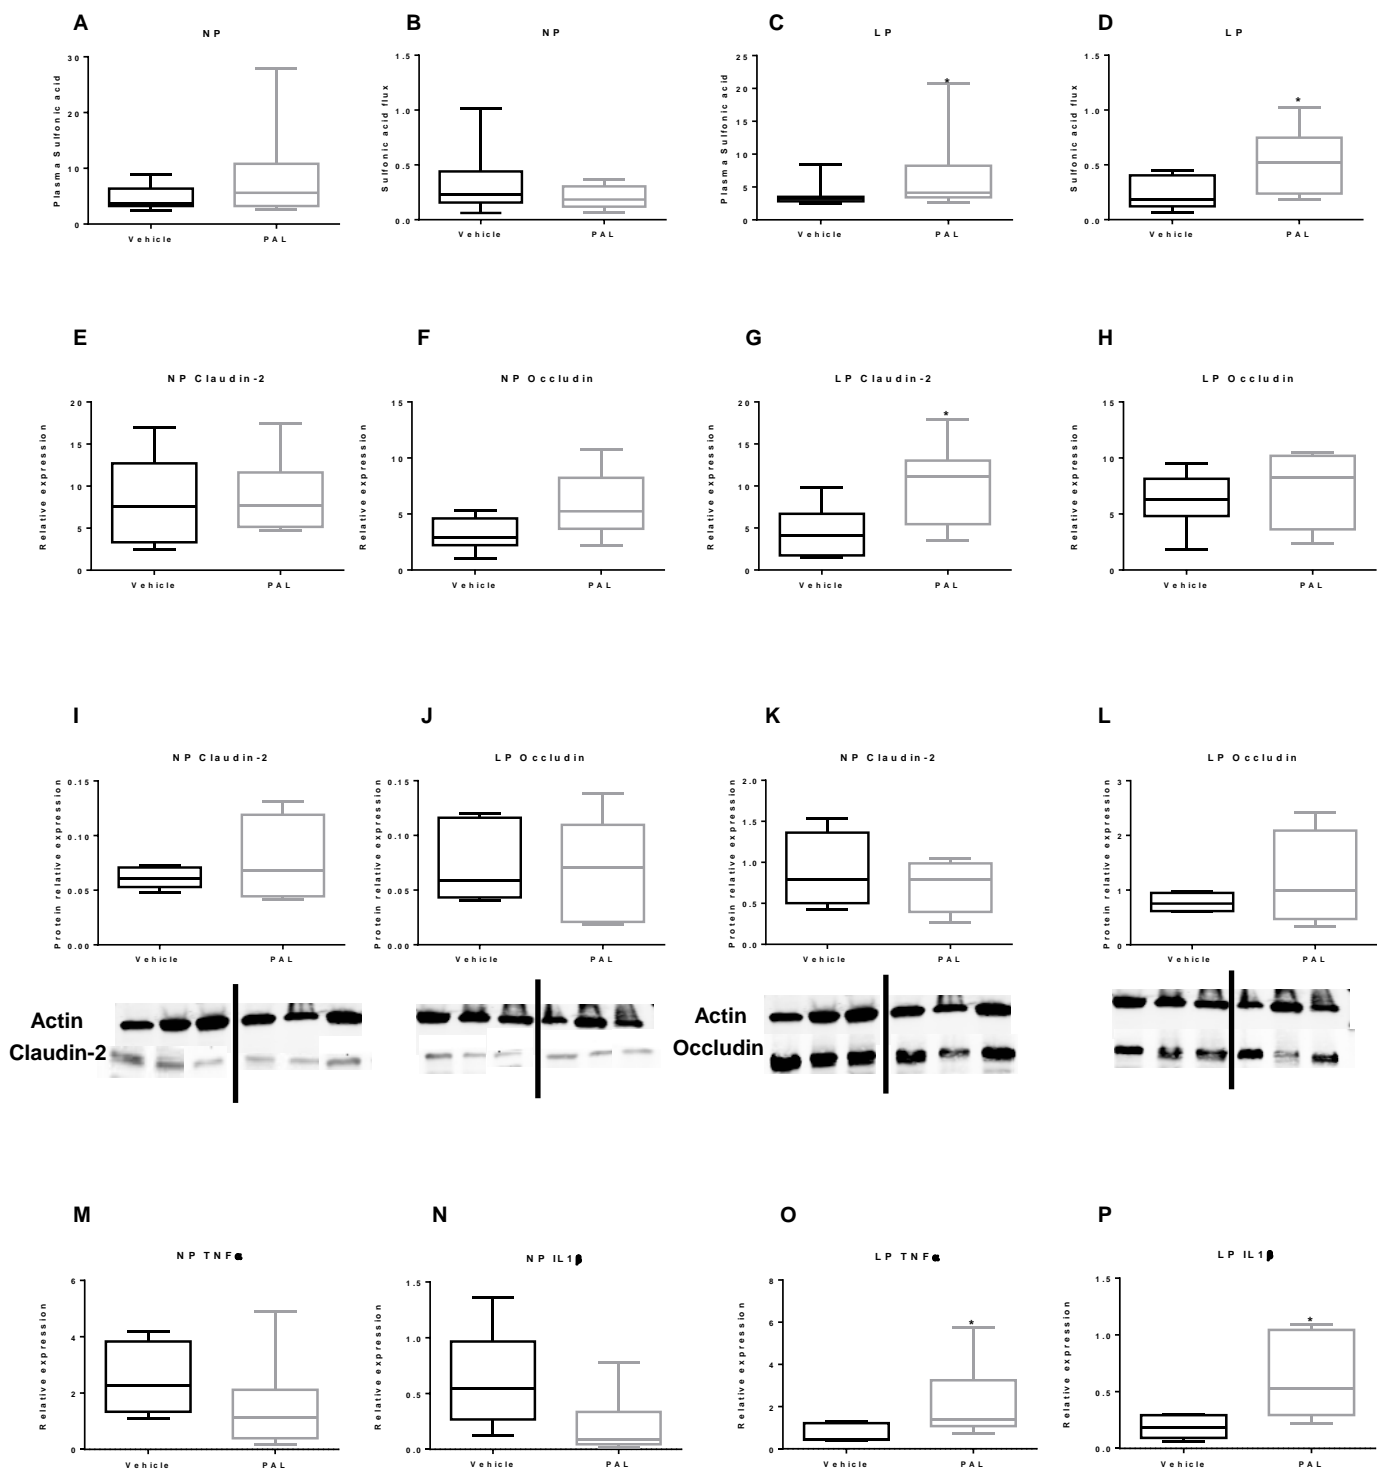 A
NP
Plasma Sulfonic acid
30
20
10
0
Vehicle
PAL
B
NP
Sulfonic acid flux
1.5
1.0
0.5
0.0
Vehicle
PAL
C
LP
Plasma Sulfonic acid
25
20
15
10
5
0
*
Vehicle
PAL
D
LP
Sulfonic acid flux
1.5
1.0
0.5
0.0
*
Vehicle
PAL
E
NP Claudin-2
Relative expression
20
15
10
5
0
Vehicle
PAL
F
NP Occludin
Relative expression
15
10
5
0
Vehicle
PAL
G
LP Claudin-2
Relative expression
20
15
10
5
0
*
Vehicle
PAL
H
LP Occludin
Relative expression
15
10
5
0
Vehicle
PAL
I
NP Claudin-2
Protein relative expression
0.15
0.10
0.05
0.00
Vehicle
PAL
J
LP Occludin
Protein relative expression
0.15
0.10
0.05
0.00
Vehicle
PAL
K
NP Claudin-2
Protein relative expression
2.0
1.5
1.0
0.5
0.0
Vehicle
PAL
L
LP Occludin
Protein relative expression
3
2
1
0
Vehicle
PAL
Actin
Claudin-2
Actin
Occludin
M
NP TNFα
Relative expression
6
4
2
0
Vehicle
PAL
N
NP IL1β
Relative expression
1.5
1.0
0.5
0.0
Vehicle
PAL
O
LP TNFα
Relative expression
8
6
4
2
0
*
Vehicle
PAL
P
LP IL1β
Relative expression
1.5
1.0
0.5
0.0
*
Vehicle
PAL